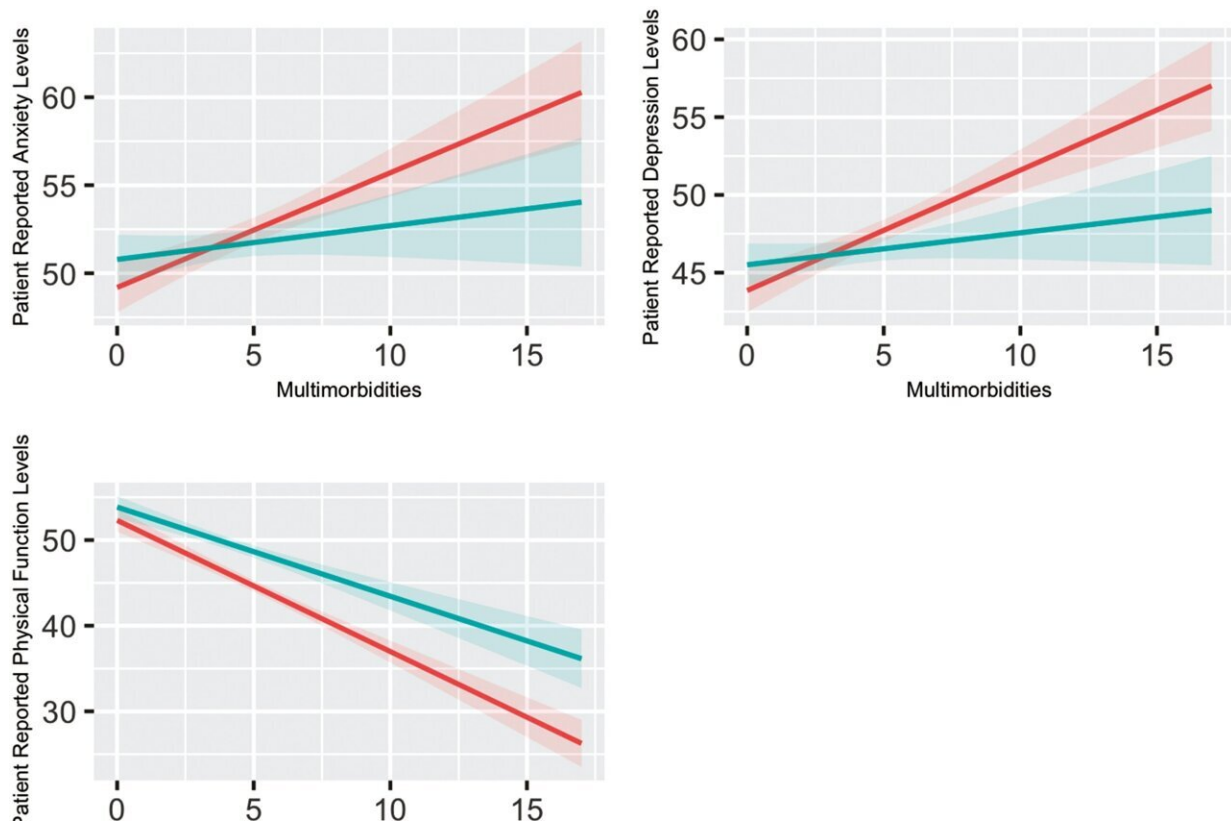 Patient Reported Anxiety Levels
60
55
50
0 5 10 15
Multimorbidities
Patient Reported Depression Levels
60
55
50
45
0 5 10 15
Multimorbidities
Patient Reported Physical Function Levels
50
40
30
0 5 10 15